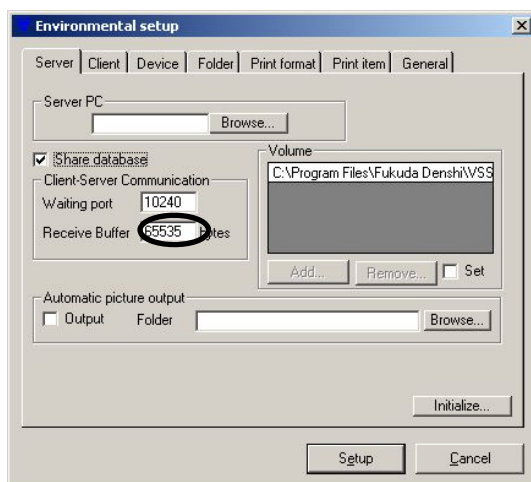 Environmental setup
Server Client Device Folder Print format Print item General
Server PC
Browse...
Share database
Client-Server Communication
Waiting port 10240
Receive Buffer 65535 bytes
Volume
C:\Program Files\Fukuda Denshi\VSS
Add... Remove... Set
Automatic picture output
Output Folder Browse...
Initialize...
Setup Cancel